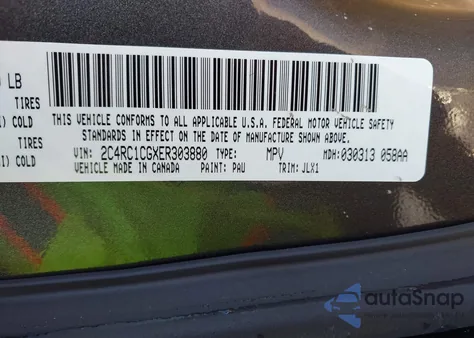 LB
TIRES
) COLD
TIRES
) COLD
THIS VEHICLE CONFORMS TO ALL APPLICABLE U.S.A. FEDERAL MOTOR VEHICLE SAFETY
STANDARDS IN EFFECT ON THE DATE OF MANUFACTURE SHOWN ABOVE.
VIN: 2C4RC1CGXER303880 TYPE: MPV MDH: 030313 058AA
VEHICLE MADE IN CANADA PAINT: PAU TRIM: JLX1
autoSnap